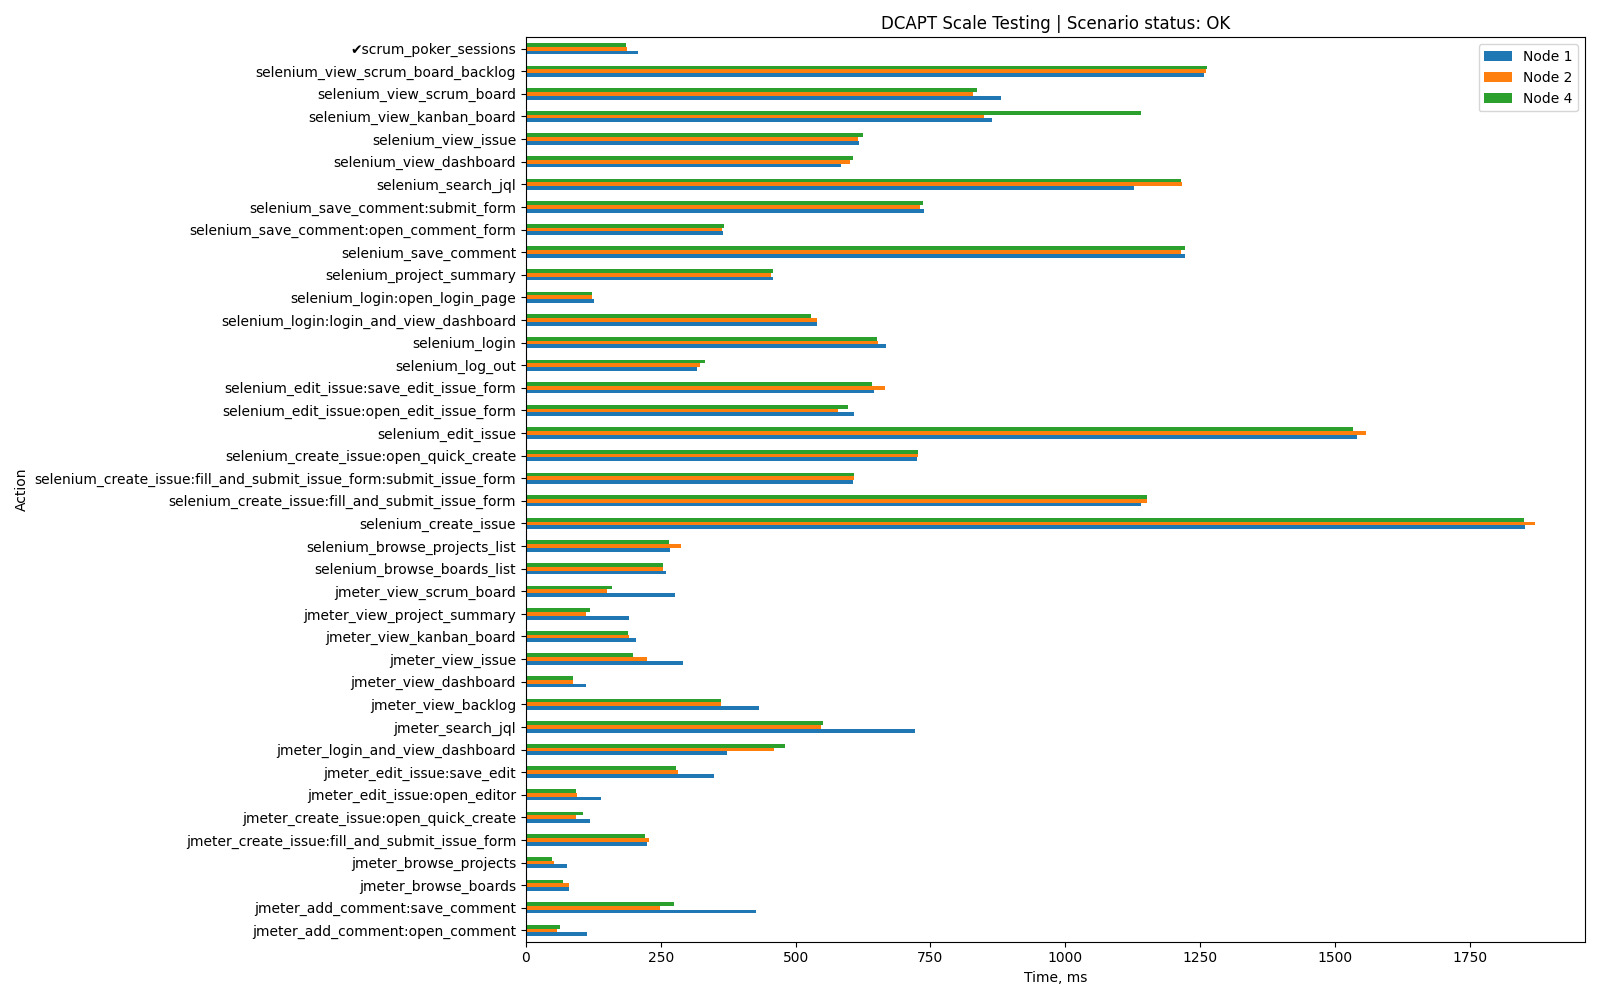 DCAPT Scale Testing | Scenario status: OK
✔scrum_poker_sessions
selenium_view_scrum_board_backlog
selenium_view_scrum_board
selenium_view_kanban_board
selenium_view_issue
selenium_view_dashboard
selenium_search_jql
selenium_save_comment:submit_form
selenium_save_comment:open_comment_form
selenium_save_comment
selenium_project_summary
selenium_login:open_login_page
selenium_login:login_and_view_dashboard
selenium_login
selenium_log_out
selenium_edit_issue:save_edit_issue_form
selenium_edit_issue:open_edit_issue_form
selenium_edit_issue
selenium_create_issue:open_quick_create
selenium_create_issue:fill_and_submit_issue_form:submit_issue_form
selenium_create_issue:fill_and_submit_issue_form
selenium_create_issue
selenium_browse_projects_list
selenium_browse_boards_list
jmeter_view_scrum_board
jmeter_view_project_summary
jmeter_view_kanban_board
jmeter_view_issue
jmeter_view_dashboard
jmeter_view_backlog
jmeter_search_jql
jmeter_login_and_view_dashboard
jmeter_edit_issue:save_edit
jmeter_edit_issue:open_editor
jmeter_create_issue:open_quick_create
jmeter_create_issue:fill_and_submit_issue_form
jmeter_browse_projects
jmeter_browse_boards
jmeter_add_comment:save_comment
jmeter_add_comment:open_comment
Action
Node 1
Node 2
Node 4
0 250 500 750 1000 1250 1500 1750
Time, ms